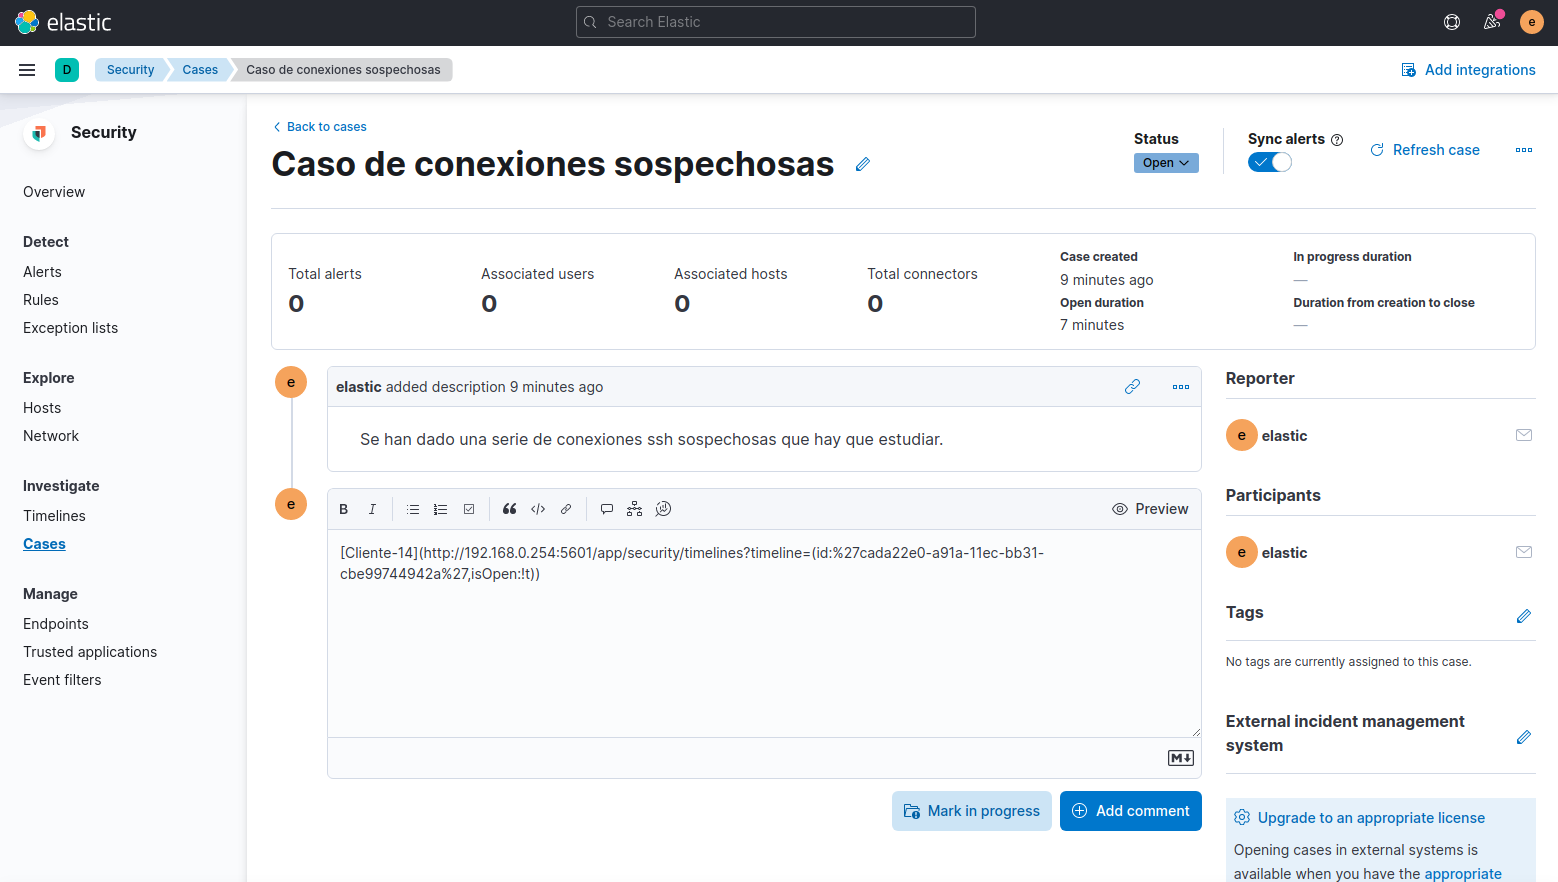 elastic
Search Elastic
e
D
Security
Cases
Caso de conexiones sospechosas
Add integrations
Security
Overview
Detect
Alerts
Rules
Exception lists
Explore
Hosts
Network
Investigate
Timelines
Cases
Manage
Endpoints
Trusted applications
Event filters
Back to cases
Caso de conexiones sospechosas
Status
Open
Sync alerts
Refresh case
Total alerts
0
Associated users
0
Associated hosts
0
Total connectors
0
Case created
9 minutes ago
Open duration
7 minutes
In progress duration
—
Duration from creation to close
—
e
elastic added description 9 minutes ago
Se han dado una serie de conexiones ssh sospechosas que hay que estudiar.
e
B I
Preview
[Cliente-14](http://192.168.0.254:5601/app/security/timelines?timeline=(id:%27cada22e0-a91a-11ec-bb31-
cbe99744942a%27,isOpen:!t))
M
Mark in progress
Add comment
Reporter
e
elastic
Participants
e
elastic
Tags
No tags are currently assigned to this case.
External incident management
system
Upgrade to an appropriate license
Opening cases in external systems is
available when you have the appropriate